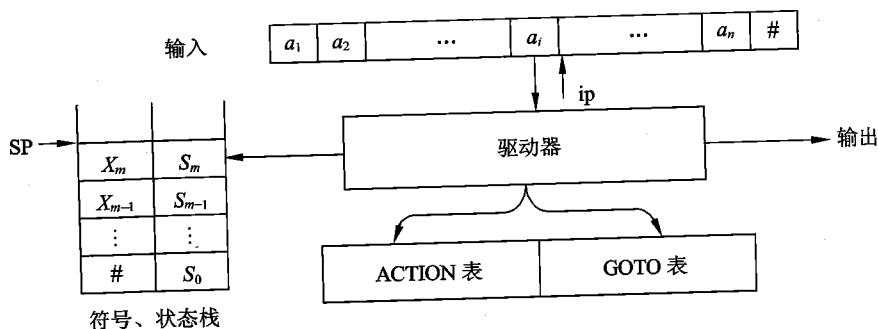 输入
a₁ a₂ … aᵢ … aₙ #
ip
SP
驱动器
输出
Xₘ Sₘ
Xₘ₋₁ Sₘ₋₁
⋮ ⋮
# S₀
ACTION 表 GOTO 表
符号、状态栈